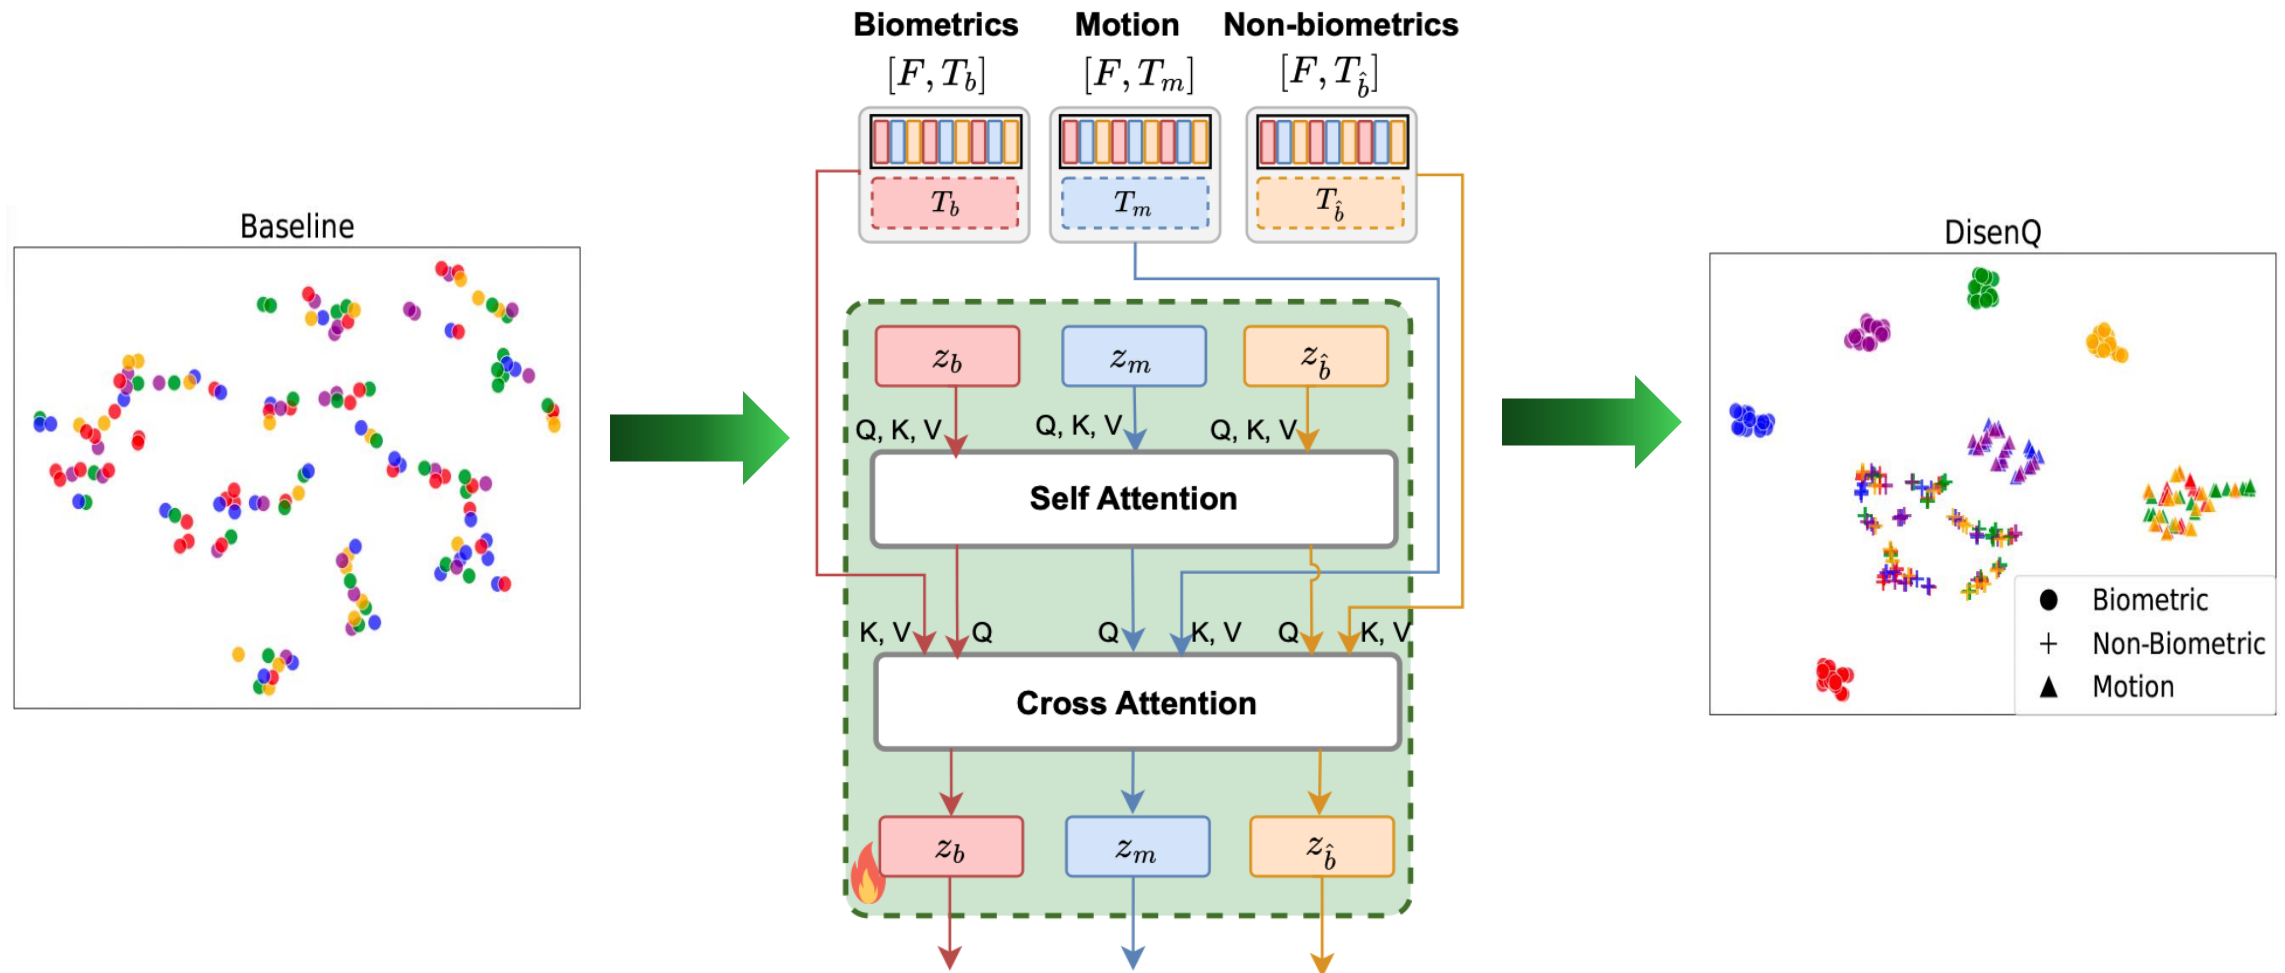 Baseline
Biometrics Motion Non-biometrics
[F, T_b] [F, T_m] [F, T_b̂]
T_b T_m T_b̂
z_b z_m z_b̂
Q, K, V Q, K, V Q, K, V
Self Attention
K, V Q Q K, V Q K, V
Cross Attention
z_b z_m z_b̂
DisenQ
Biometric
Non-Biometric
Motion